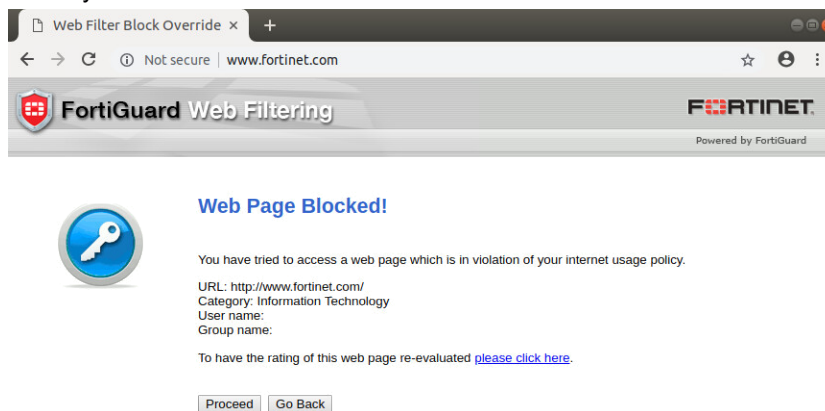 Web Filter Block Override
Not secure | www.fortinet.com
FortiGuard Web Filtering
FORTINET
Powered by FortiGuard
Web Page Blocked!
You have tried to access a web page which is in violation of your internet usage policy.
URL: http://www.fortinet.com/
Category: Information Technology
User name:
Group name:
To have the rating of this web page re-evaluated please click here.
Proceed Go Back